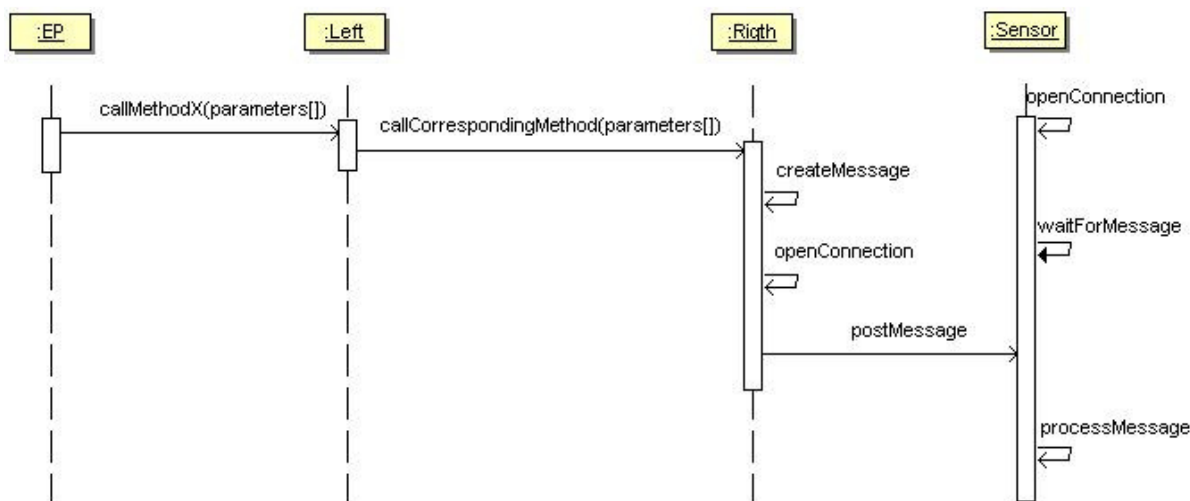 :EP
:Left
:Rigth
:Sensor
openConnection
callMethodX(parameters[])
callCorrespondingMethod(parameters[])
createMessage
waitForMessage
openConnection
postMessage
processMessage